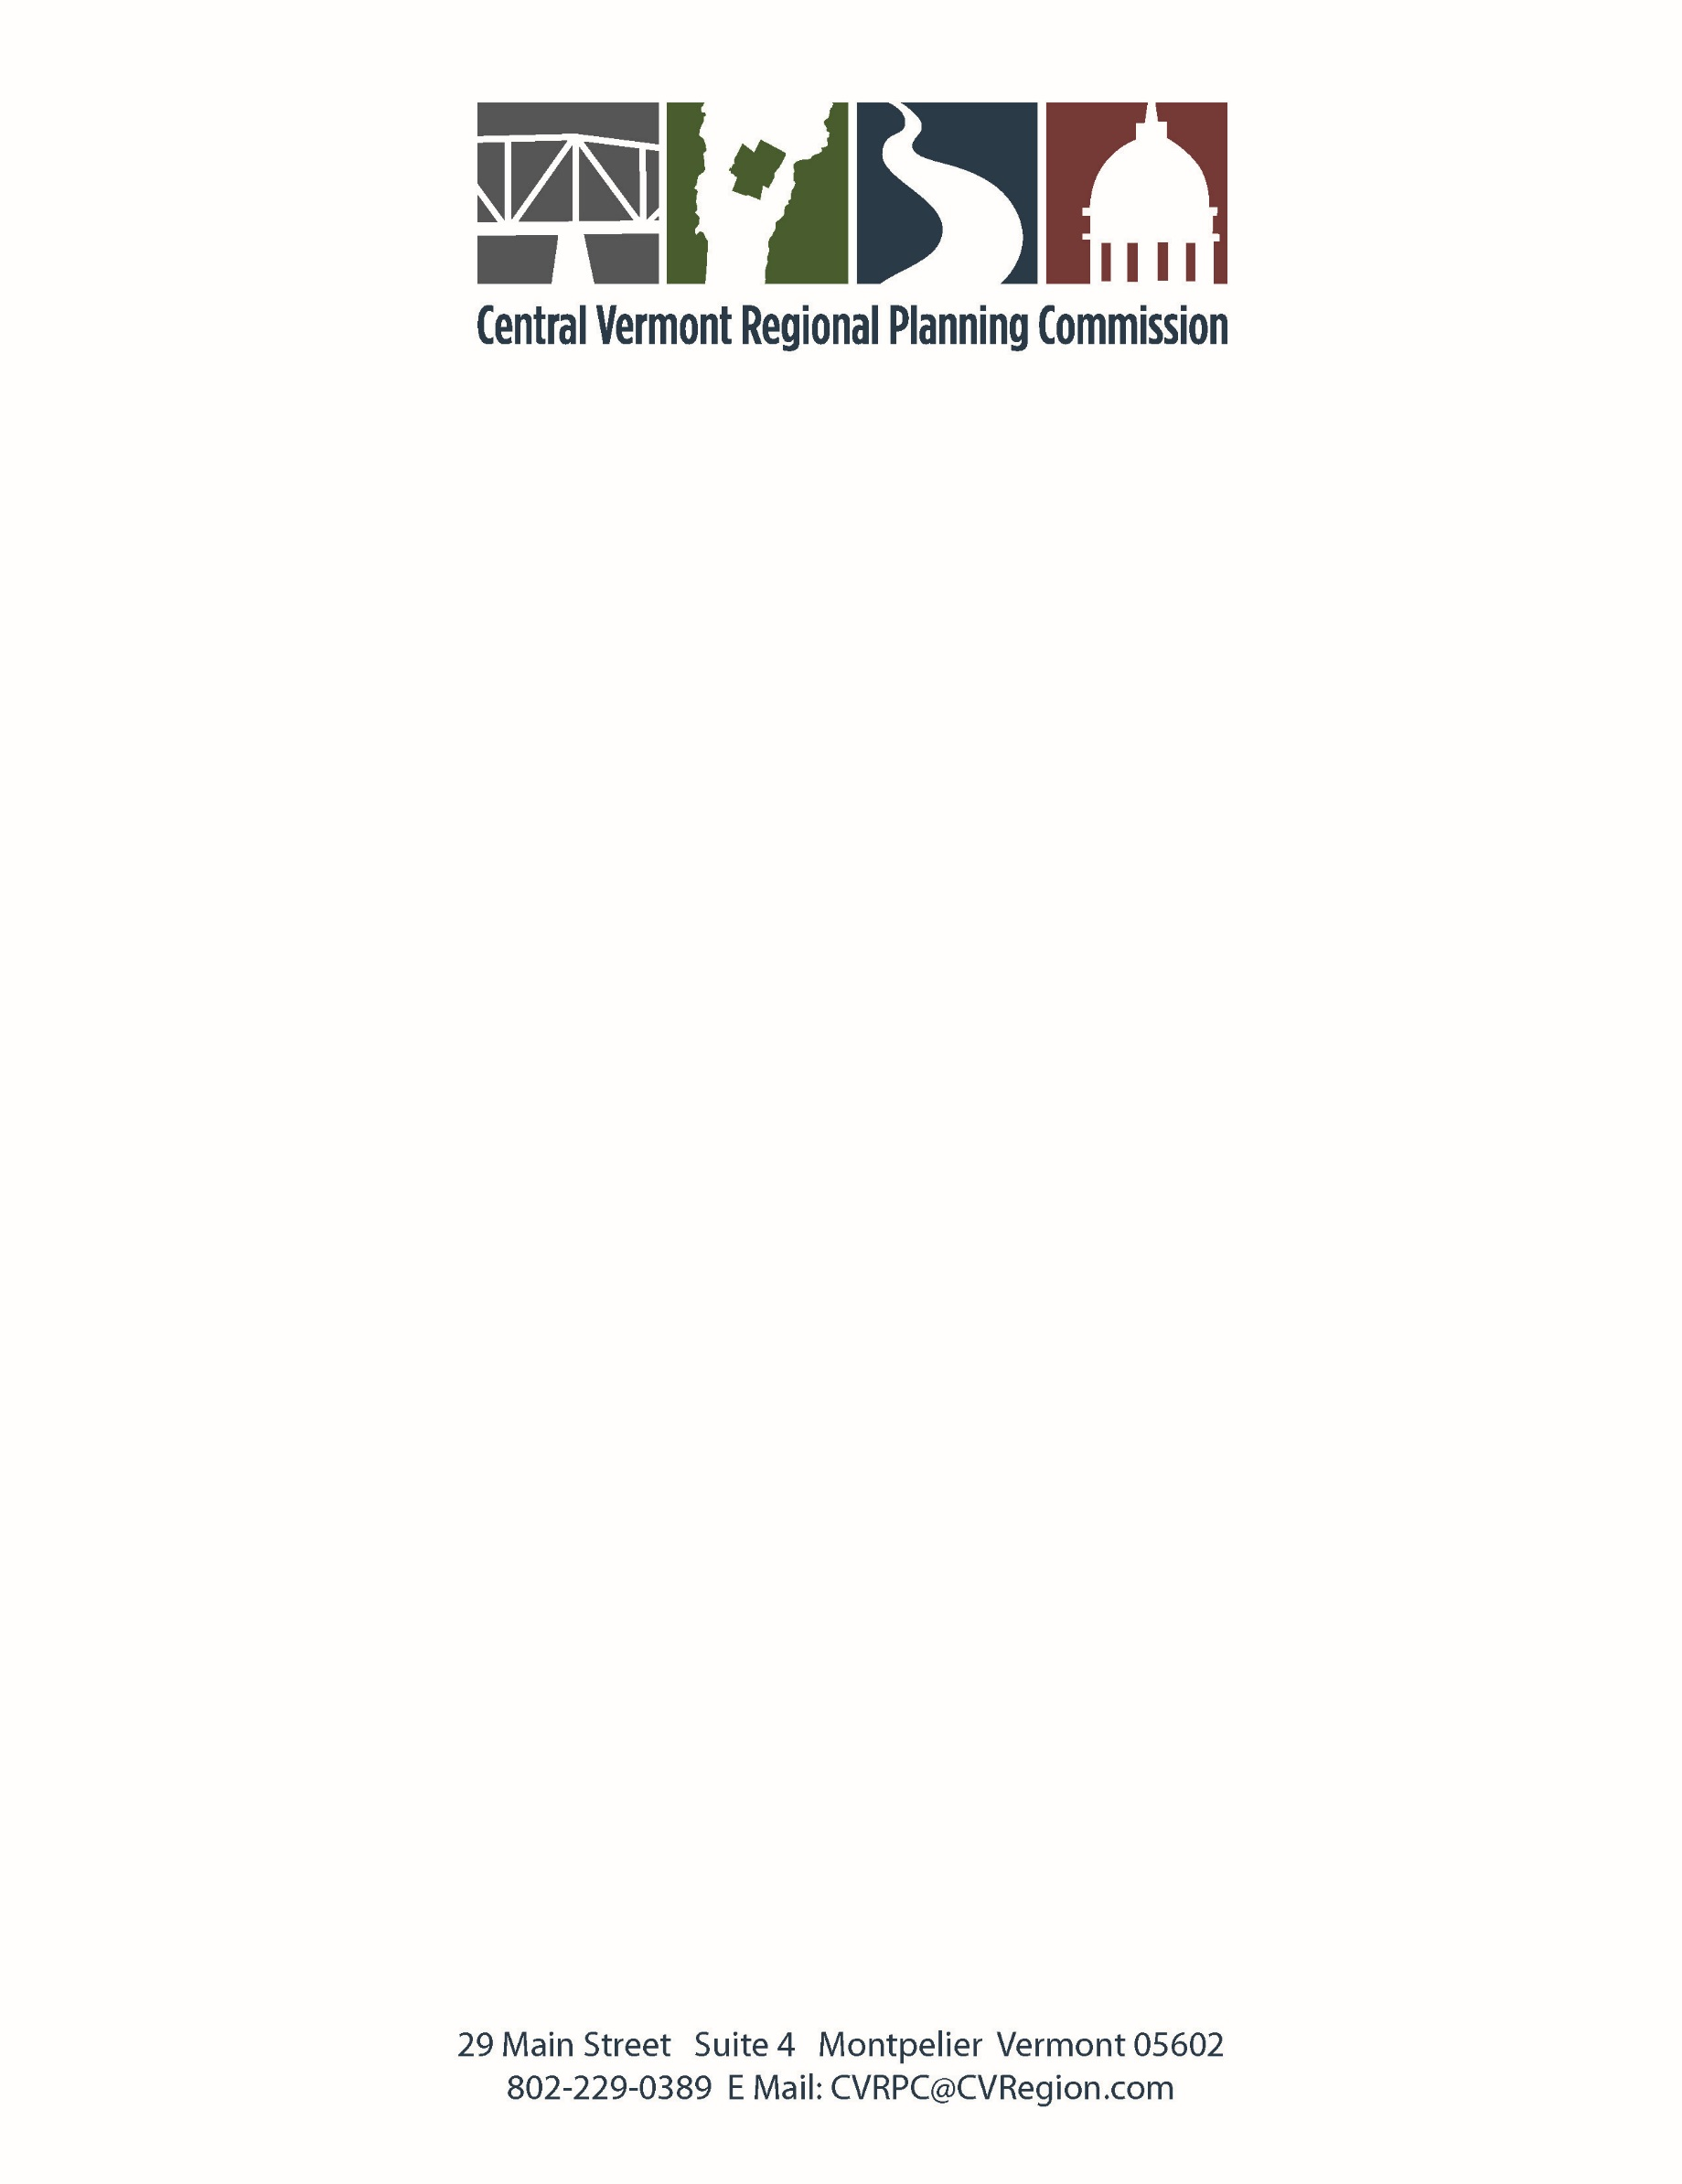 Central Vermont Regional Planning Commission
29 Main Street Suite 4 Montpelier Vermont 05602
802-229-0389 E Mail: CVRPC@CVRegion.com